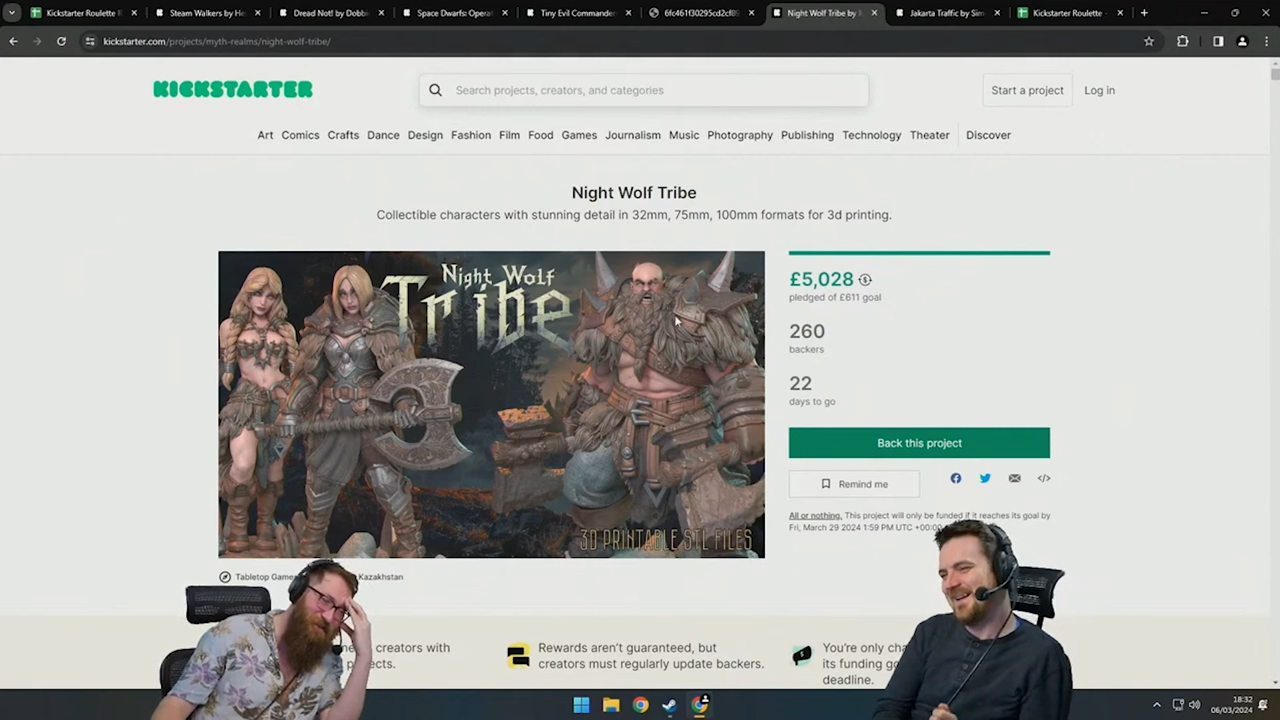 Kickstarter Roulette R
Steam Walkers by He
Dread Not! by Dobbi
Space Dwarfs: Operat
Tiny Evil Commander
6fc461f30295cd2cf8
Night Wolf Tribe by
Jakarta Traffic by Sim
Kickstarter Roulette
kickstarter.com/projects/myth-realms/night-wolf-tribe/
KICKSTARTER
Search projects, creators, and categories
Start a project
Log in
Art Comics Crafts Dance Design Fashion Film Food Games Journalism Music Photography Publishing Technology Theater Discover
Night Wolf Tribe
Collectible characters with stunning detail in 32mm, 75mm, 100mm formats for 3d printing.
Night Wolf
Tribe
3D PRINTABLE STL FILES
£5,028
pledged of £611 goal
260
backers
22
days to go
Back this project
Remind me
All or nothing. This project will only be funded if it reaches its goal by
Fri, March 29 2024 1:59 PM UTC +00:00
Tabletop Game Kazakhstan
creators with
Rewards aren't guaranteed, but
creators must regularly update backers.
You're only cha
its funding go
deadline.
18:32
06/03/2024